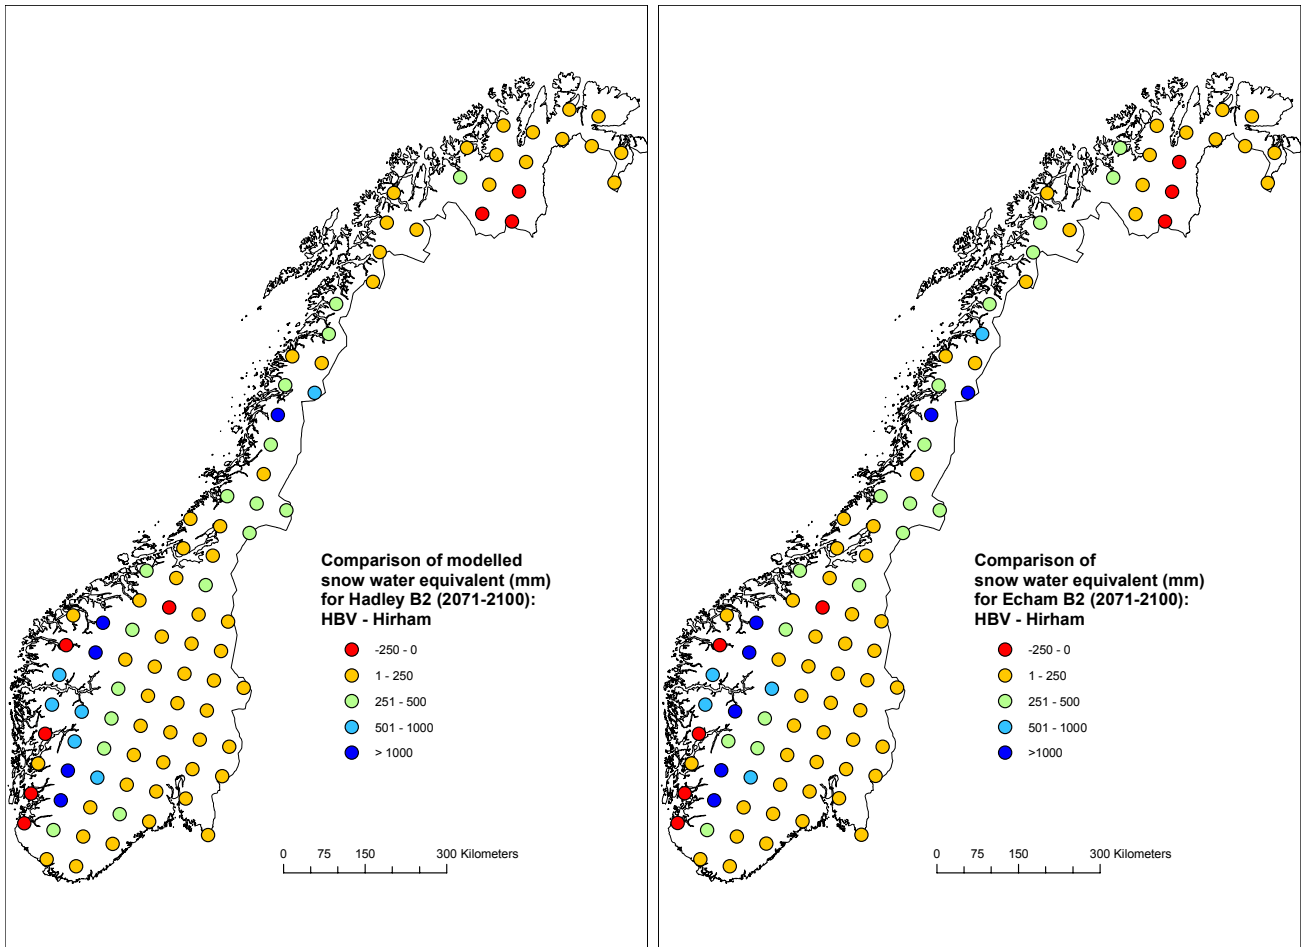 Comparison of modelled
snow water equivalent (mm)
for Hadley B2 (2071-2100):
HBV - Hirham
-250 - 0
1 - 250
251 - 500
501 - 1000
> 1000
0 75 150 300 Kilometers
Comparison of
snow water equivalent (mm)
for Echam B2 (2071-2100):
HBV - Hirham
-250 - 0
1 - 250
251 - 500
501 - 1000
>1000
0 75 150 300 Kilometers